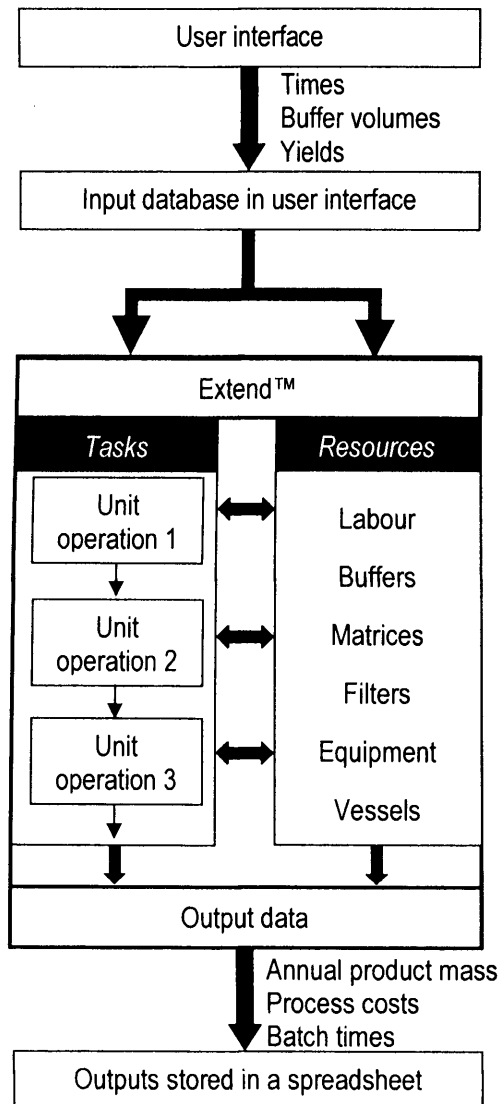 User interface
Times
Buffer volumes
Yields
Input database in user interface
Extend™
Tasks
Unit
operation 1
Unit
operation 2
Unit
operation 3
Resources
Labour
Buffers
Matrices
Filters
Equipment
Vessels
Output data
Annual product mass
Process costs
Batch times
Outputs stored in a spreadsheet